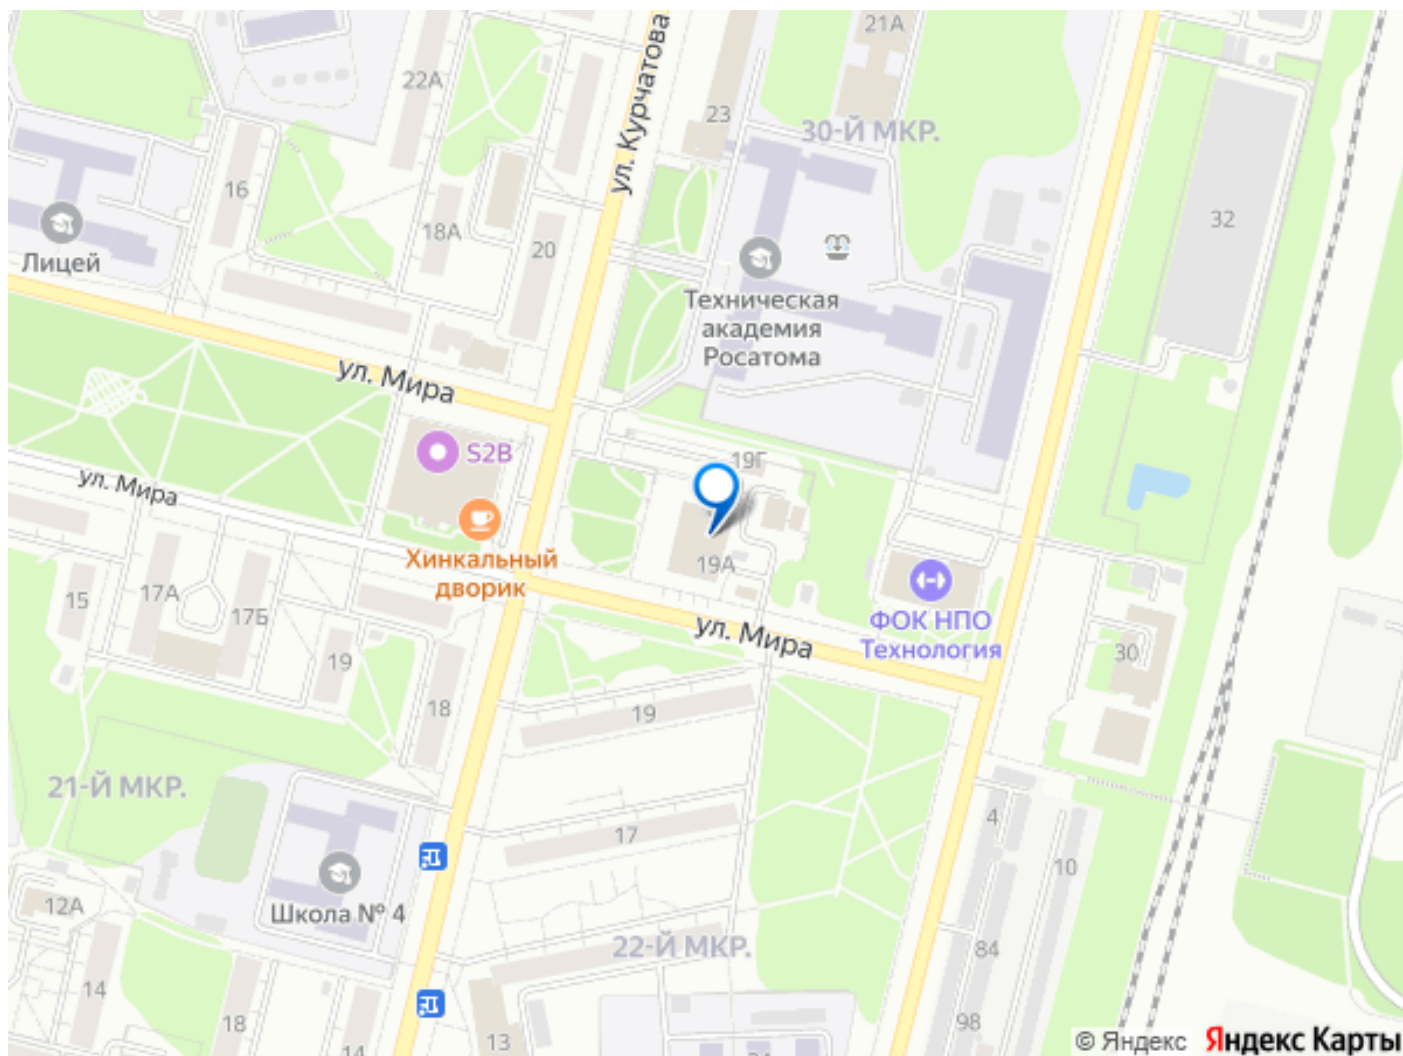 21А
22А
ул. Курчатова
23
30-Й МКР.
16
32
18А
20
Лицей
Техническая
академия
Росатома
ул. Мира
S2B
19Г
ул. Мира
Хинкальный
дворик
19А
17А
15
17Б
ФОК НПО
Технология
ул. Мира
30
19
18
19
21-Й МКР.
4
17
10
12А
Школа № 4
22-Й МКР.
84
14
18
98
13
14
© Яндекс
Яндекс Карты